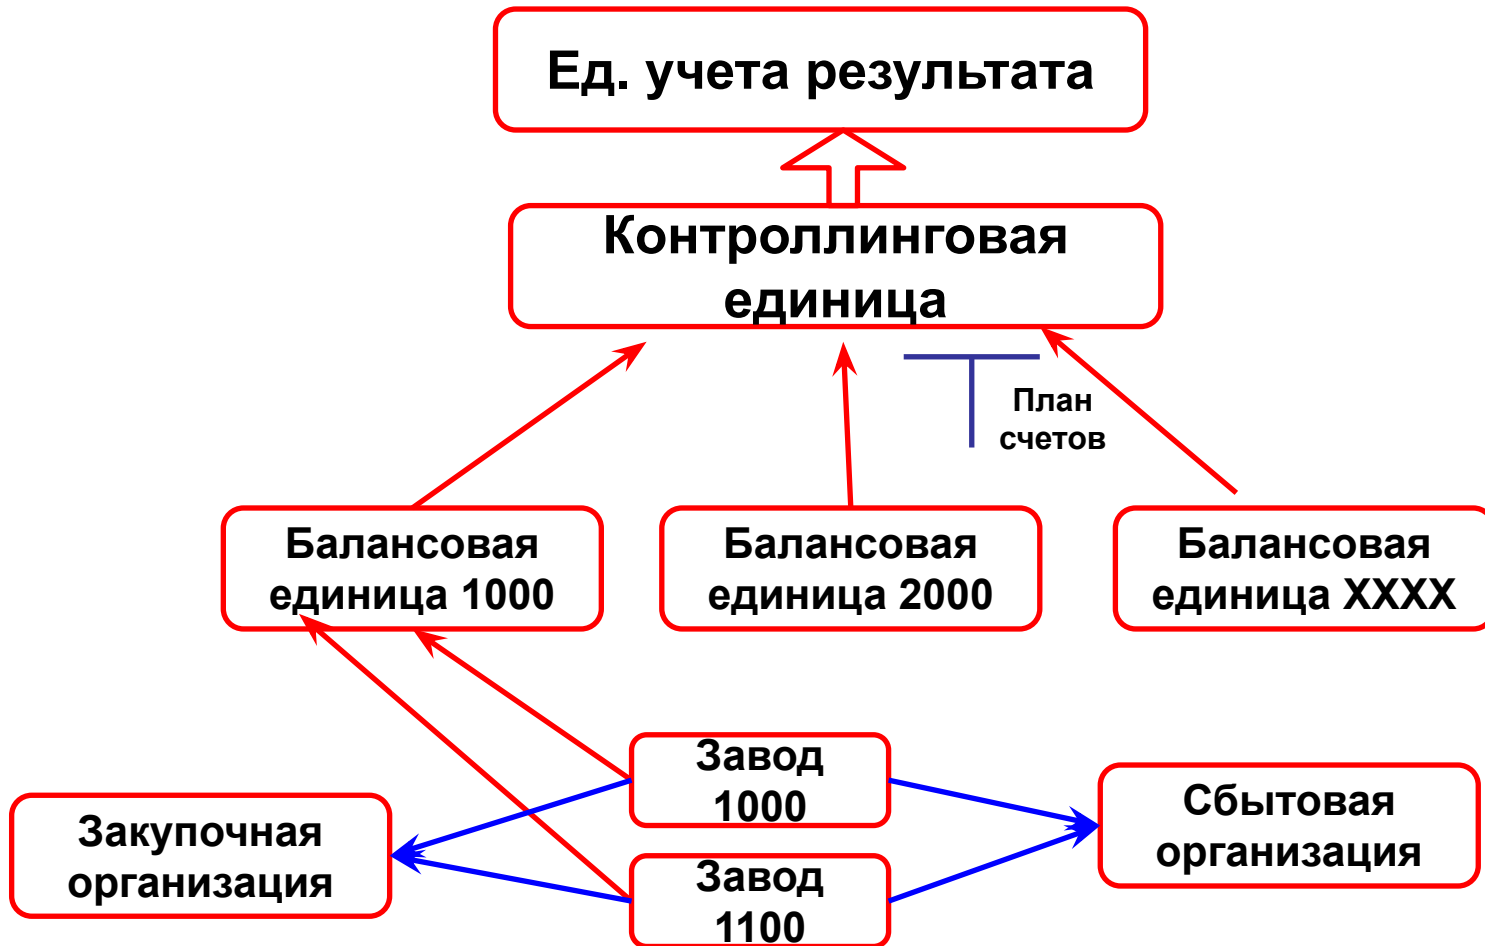 Ед. учета результата
Контроллинговая
единица
План
счетов
Балансовая
единица 1000
Балансовая
единица 2000
Балансовая
единица XXXX
Завод
1000
Сбытовая
организация
Закупочная
организация
Завод
1100